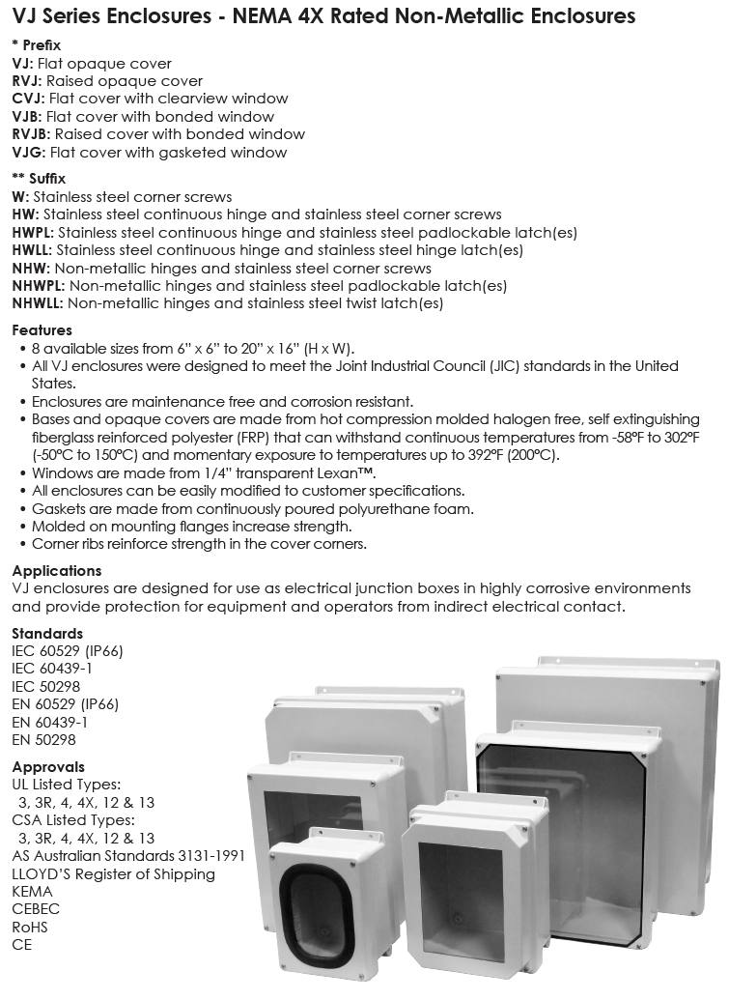 VJ Series Enclosures - NEMA 4X Rated Non-Metallic Enclosures
* Prefix
VJ: Flat opaque cover
RVJ: Raised opaque cover
CVJ: Flat cover with clearview window
VJB: Flat cover with bonded window
RVJB: Raised cover with bonded window
VJG: Flat cover with gasketed window
** Suffix
W: Stainless steel corner screws
HW: Stainless steel continuous hinge and stainless steel corner screws
HWPL: Stainless steel continuous hinge and stainless steel padlockable latch(es)
HWLL: Stainless steel continuous hinge and stainless steel hinge latch(es)
NHW: Non-metallic hinges and stainless steel corner screws
NHWPL: Non-metallic hinges and stainless steel padlockable latch(es)
NHWLL: Non-metallic hinges and stainless steel twist latch(es)
Features
• 8 available sizes from 6” x 6” to 20” x 16” (H x W).
• All VJ enclosures were designed to meet the Joint Industrial Council (JIC) standards in the United
States.
• Enclosures are maintenance free and corrosion resistant.
• Bases and opaque covers are made from hot compression molded halogen free, self extinguishing
fiberglass reinforced polyester (FRP) that can withstand continuous temperatures from -58ºF to 302ºF
(-50ºC to 150ºC) and momentary exposure to temperatures up to 392ºF (200ºC).
• Windows are made from 1/4” transparent Lexan™.
• All enclosures can be easily modified to customer specifications.
• Gaskets are made from continuously poured polyurethane foam.
• Molded on mounting flanges increase strength.
• Corner ribs reinforce strength in the cover corners.
Applications
VJ enclosures are designed for use as electrical junction boxes in highly corrosive environments
and provide protection for equipment and operators from indirect electrical contact.
Standards
IEC 60529 (IP66)
IEC 60439-1
IEC 50298
EN 60529 (IP66)
EN 60439-1
EN 50298
Approvals
UL Listed Types:
3, 3R, 4, 4X, 12 & 13
CSA Listed Types:
3, 3R, 4, 4X, 12 & 13
AS Australian Standards 3131-1991
LLOYD’S Register of Shipping
KEMA
CEBEC
RoHS
CE